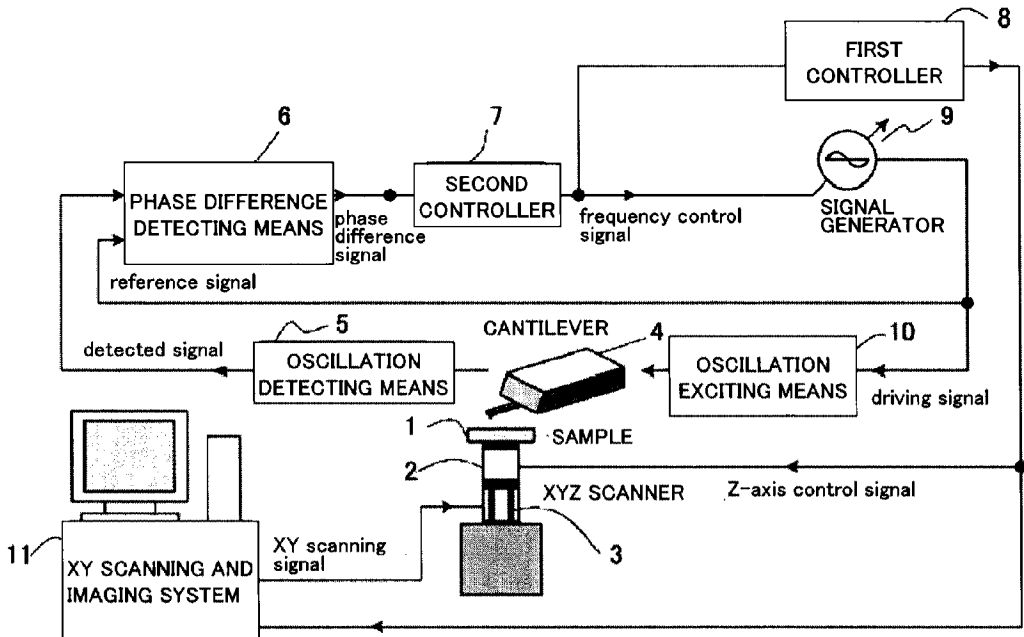 8
FIRST
CONTROLLER
6
7
9
PHASE DIFFERENCE
DETECTING MEANS
SECOND
CONTROLLER
phase
difference
signal
frequency control
signal
SIGNAL
GENERATOR
reference signal
5
CANTILEVER
4
10
detected signal
OSCILLATION
DETECTING MEANS
OSCILLATION
EXCITING MEANS
driving signal
1
SAMPLE
2
XYZ SCANNER
Z-axis control signal
3
11
XY scanning
signal
XY SCANNING AND
IMAGING SYSTEM